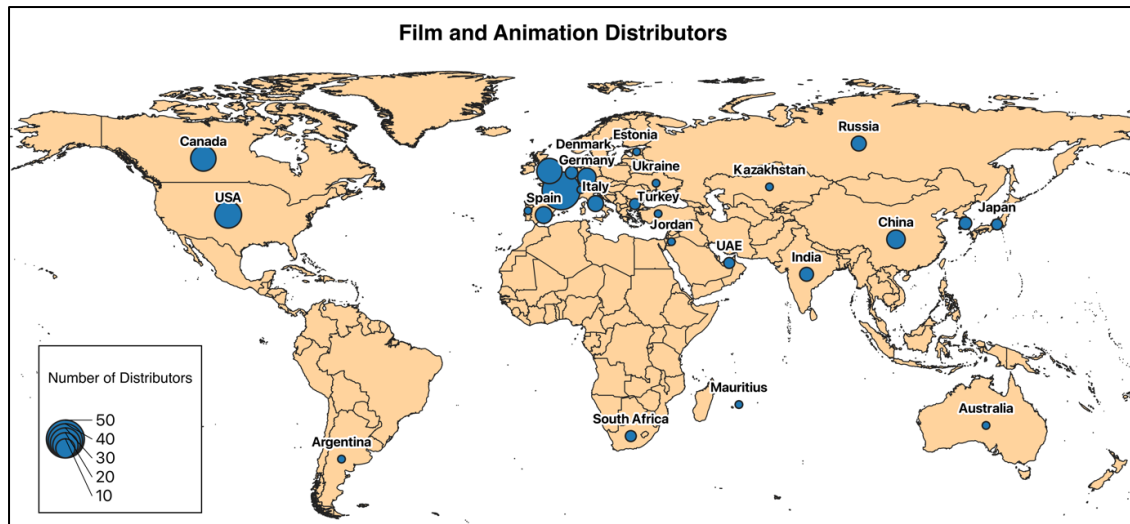 Film and Animation Distributors
Estonia
Russia
Canada
Denmark
Germany
Ukraine
Kazakhstan
USA
Italy
Spain
Turkey
Japan
Jordan
China
UAE
India
Number of Distributors
50
40
30
20
10
Mauritius
South Africa
Australia
Argentina